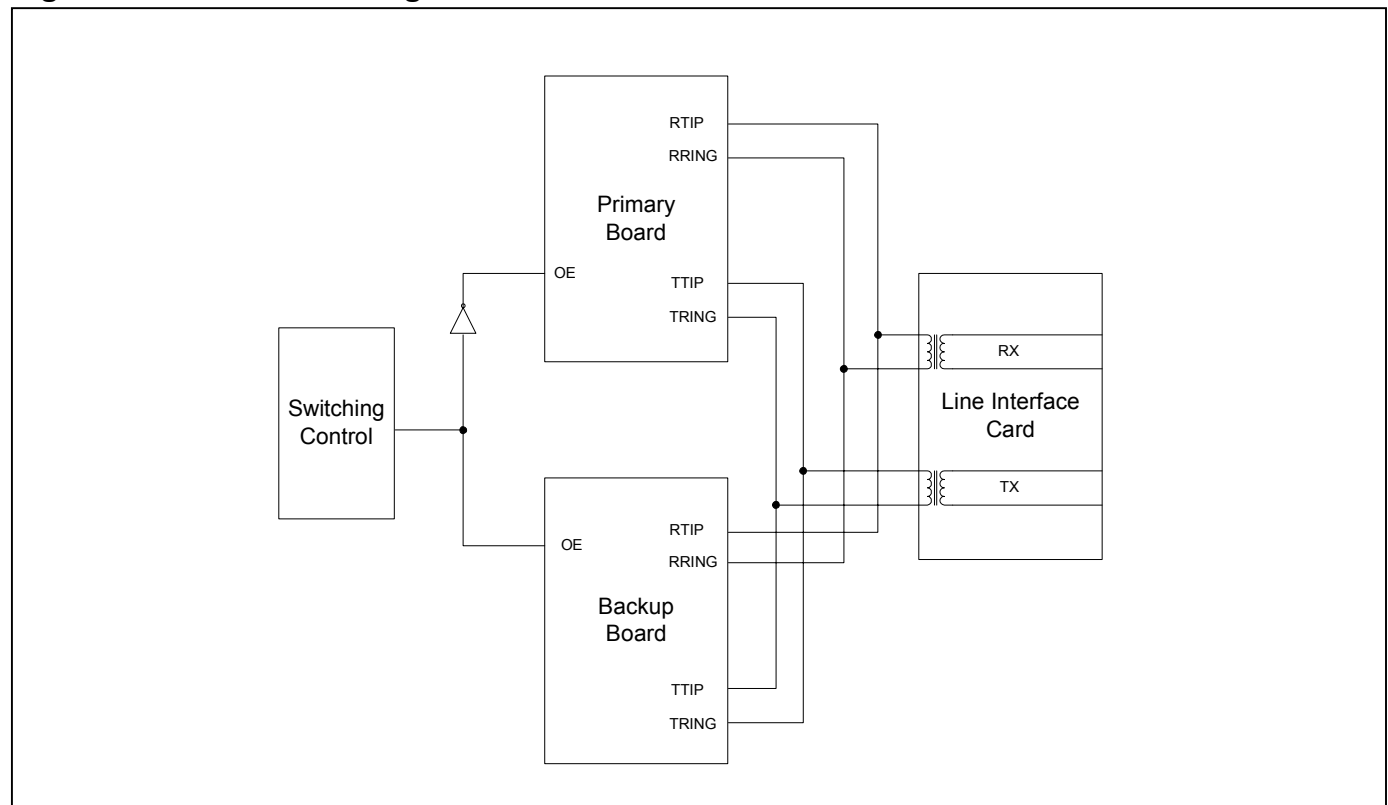 RTIP
RRING
Primary
Board
OE
TTIP
TRING
Switching
Control
RX
Line Interface
Card
TX
RTIP
OE
RRING
Backup
Board
TTIP
TRING